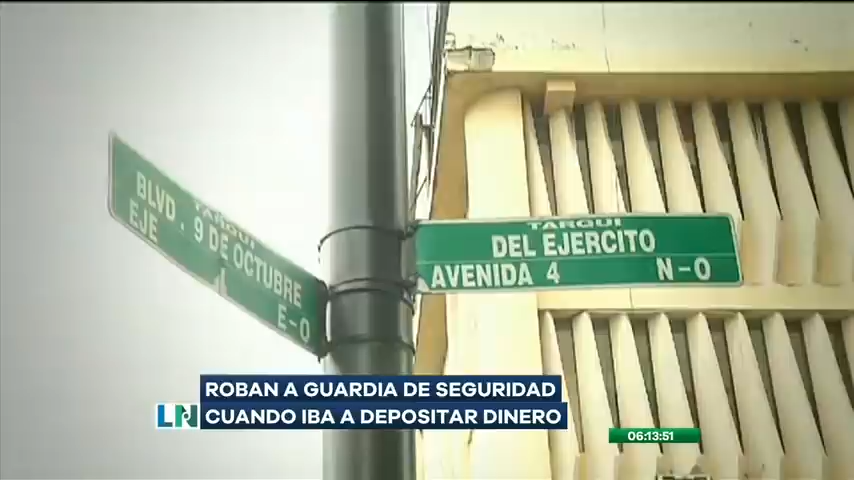 TARQUI
BLVD. 9 DE OCTUBRE
EJE
E-O
TARQUI
DEL EJERCITO
AVENIDA 4 N-O
ROBAN A GUARDIA DE SEGURIDAD
LN CUANDO IBA A DEPOSITAR DINERO
06:13:51